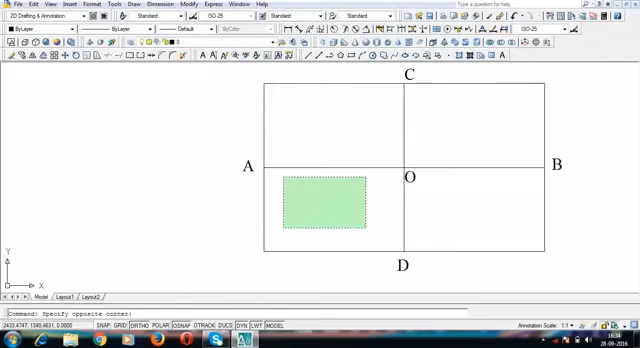 File Edit View Insert Format Tools Draw Dimension Modify Express Window Help
Type a question for help
2D Drafting & Annotation
Standard
ISO-25
Standard
Standard
ByLayer
ByLayer
Default
ByColor
ISO-25
0
C
A
B
O
D
Y
X
Model
Layout1
Layout2
Command: Specify opposite corner:
2433.4747, 1340.4631, 0.0000
SNAP GRID ORTHO POLAR OSNAP OTRACK DUCS DYN LWT MODEL
Annotation Scale: 1:1
16:34
28-09-2016